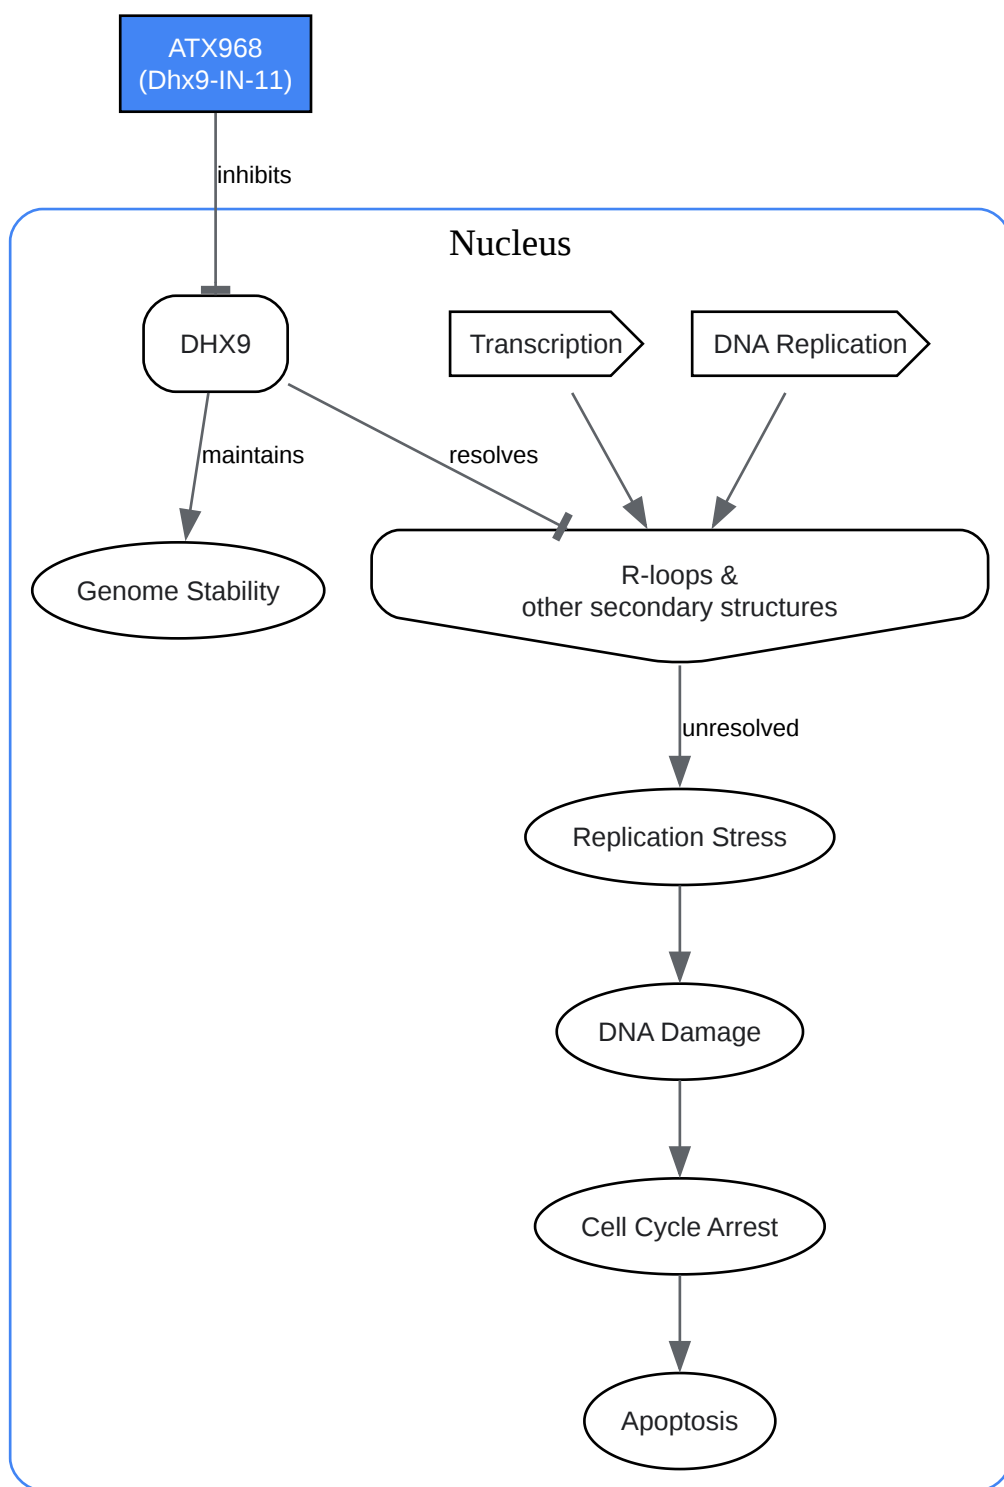 ATX968
(Dhx9-IN-11)
inhibits
Nucleus
DHX9
Transcription
DNA Replication
maintains
resolves
Genome Stability
R-loops &
other secondary structures
unresolved
Replication Stress
DNA Damage
Cell Cycle Arrest
Apoptosis